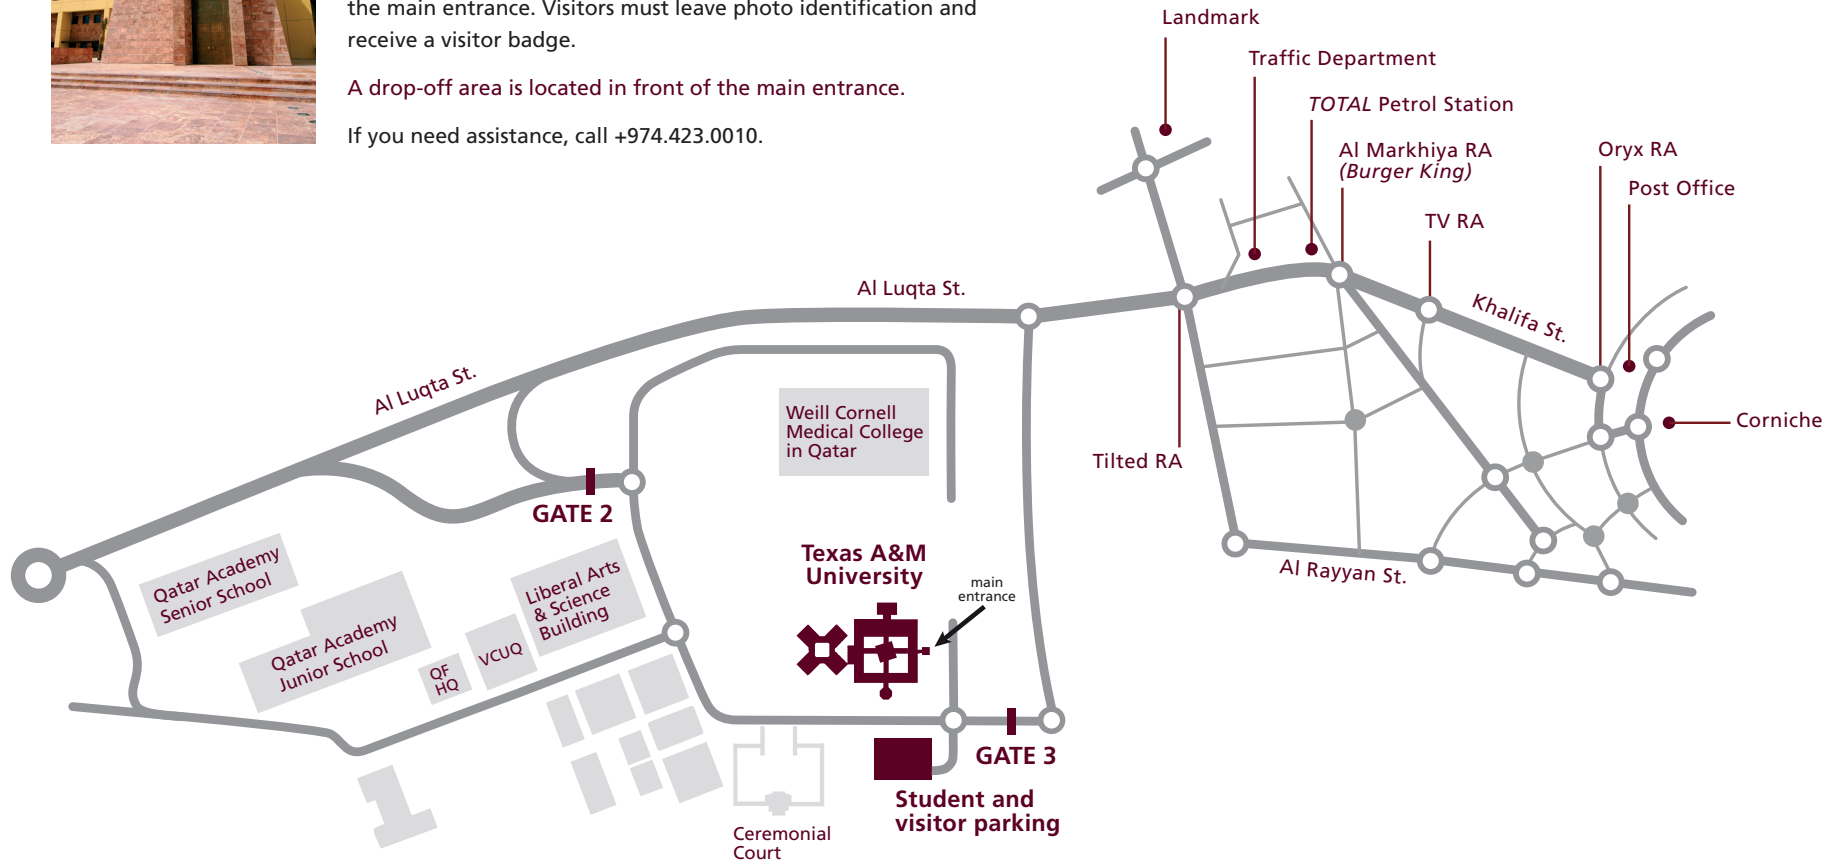 the main entrance. Visitors must leave photo identification and
receive a visitor badge.
A drop-off area is located in front of the main entrance.
If you need assistance, call +974.423.0010.
Landmark
Traffic Department
TOTAL Petrol Station
Al Markhiya RA
(Burger King)
Oryx RA
Post Office
TV RA
Khalifa St.
Al Luqta St.
Al Luqta St.
Weill Cornell
Medical College
in Qatar
Corniche
Tilted RA
GATE 2
Qatar Academy
Senior School
Qatar Academy
Junior School
QF
HQ
VCUQ
Liberal Arts
& Science
Building
Texas A&M
University
main
entrance
Al Rayyan St.
GATE 3
Student and
visitor parking
Ceremonial
Court